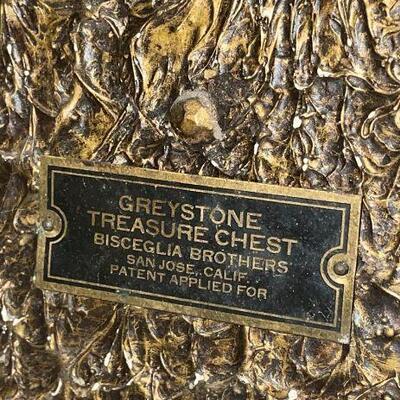 GREYSTONE
TREASURE CHEST
BISCEGLIA BROTHERS
SAN JOSE, CALIF.
PATENT APPLIED FOR